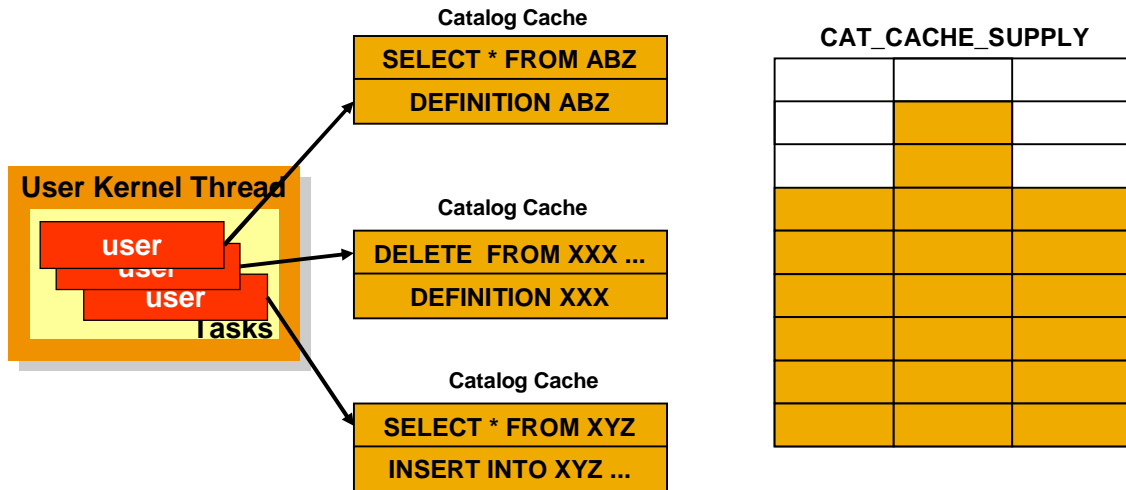 Catalog Cache
SELECT * FROM ABZ
DEFINITION ABZ
CAT_CACHE_SUPPLY
User Kernel Thread
user
user
user
Tasks
Catalog Cache
DELETE FROM XXX ...
DEFINITION XXX
Catalog Cache
SELECT * FROM XYZ
INSERT INTO XYZ ...